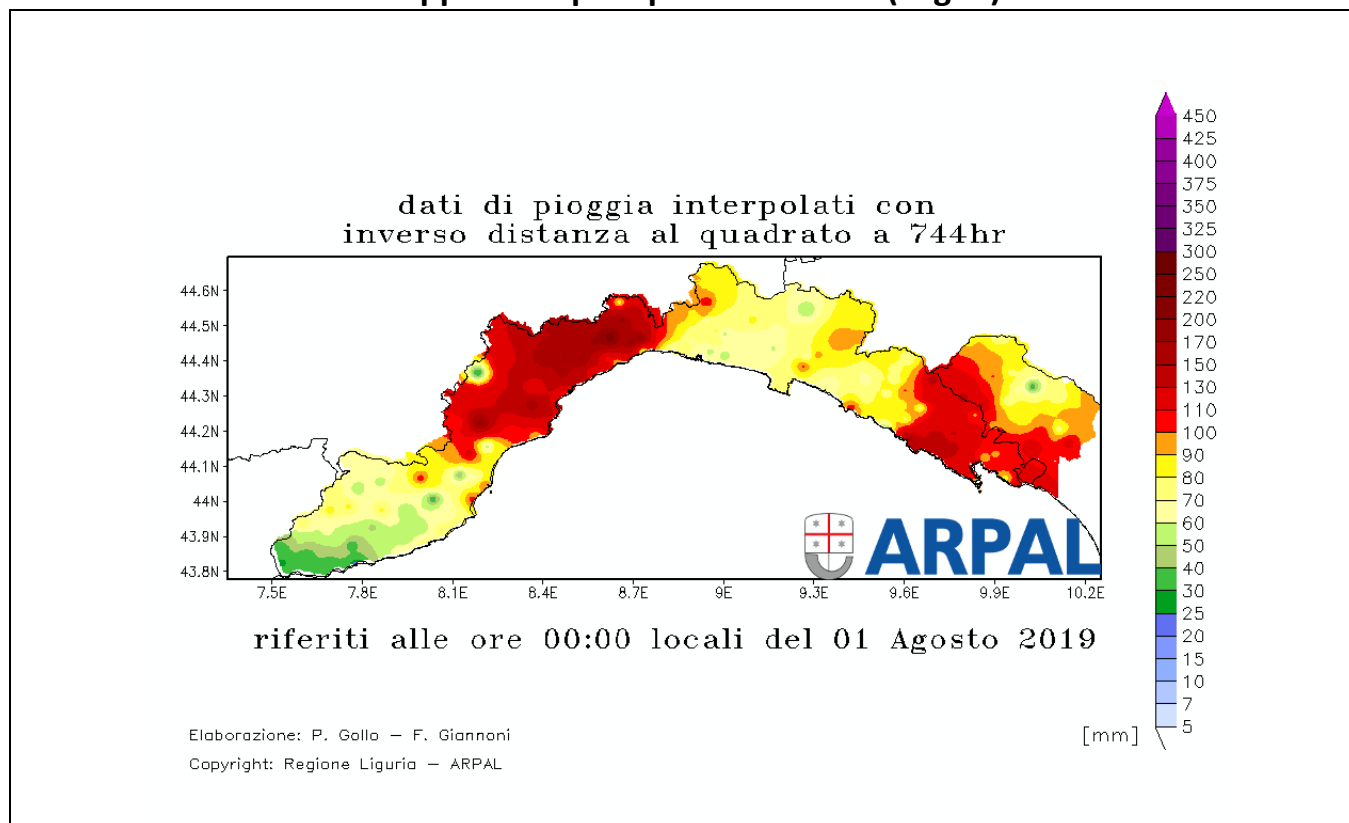 dati di pioggia interpolati con
inverso distanza al quadrato a 744hr
44.6N
44.5N
44.4N
44.3N
44.2N
44.1N
44N
43.9N
43.8N
7.5E 7.8E 8.1E 8.4E 8.7E 9E 9.3E 9.6E 9.9E 10.2E
ARPAL
450
425
400
375
350
325
300
250
220
200
170
150
130
110
100
90
80
70
60
50
40
30
25
20
15
10
7
5
[mm]
riferiti alle ore 00:00 locali del 01 Agosto 2019
Elaborazione: P. Gollo – F. Giannoni
Copyright: Regione Liguria – ARPAL